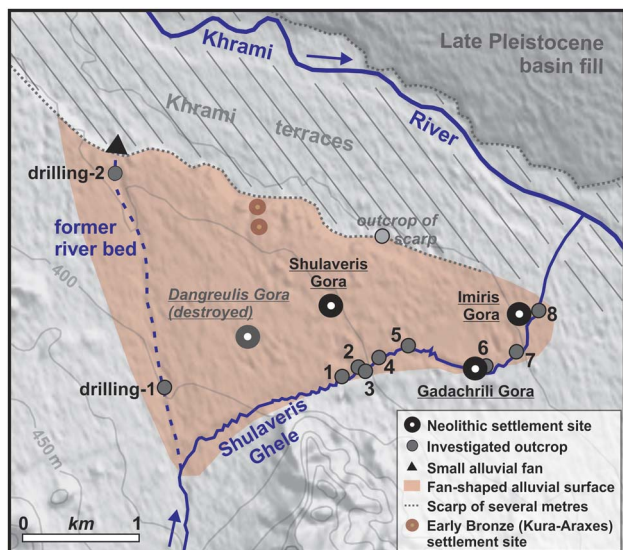 Khrami
River
Late Pleistocene
basin fill
Khrami
terraces
drilling-2
former
river bed
outcrop of
scarp
400
Shulaveris
Gora
Dangreulis Gora
(destroyed)
Imiris
Gora
8
5
2
4
6
7
1
3
drilling-1
Gadachrili Gora
Shulaveris
Ghele
450 m
0 km 1
Neolithic settlement site
Investigated outcrop
Small alluvial fan
Fan-shaped alluvial surface
Scarp of several metres
Early Bronze (Kura-Araxes)
settlement site